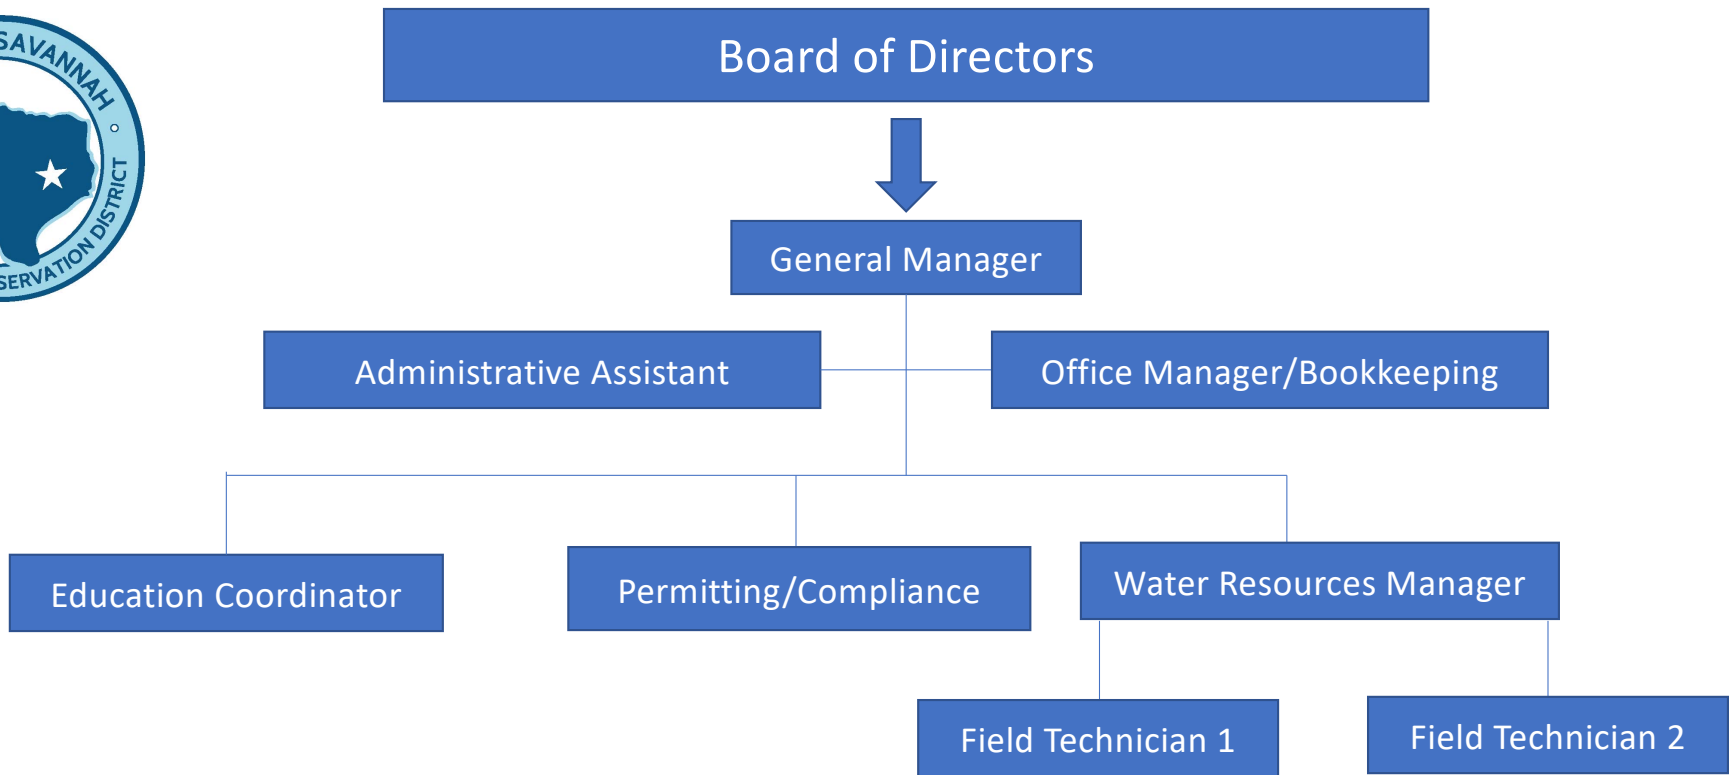 SAVANNAH
DISTRICT
Board of Directors
General Manager
Administrative Assistant
Office Manager/Bookkeeping
Education Coordinator
Permitting/Compliance
Water Resources Manager
Field Technician 1
Field Technician 2